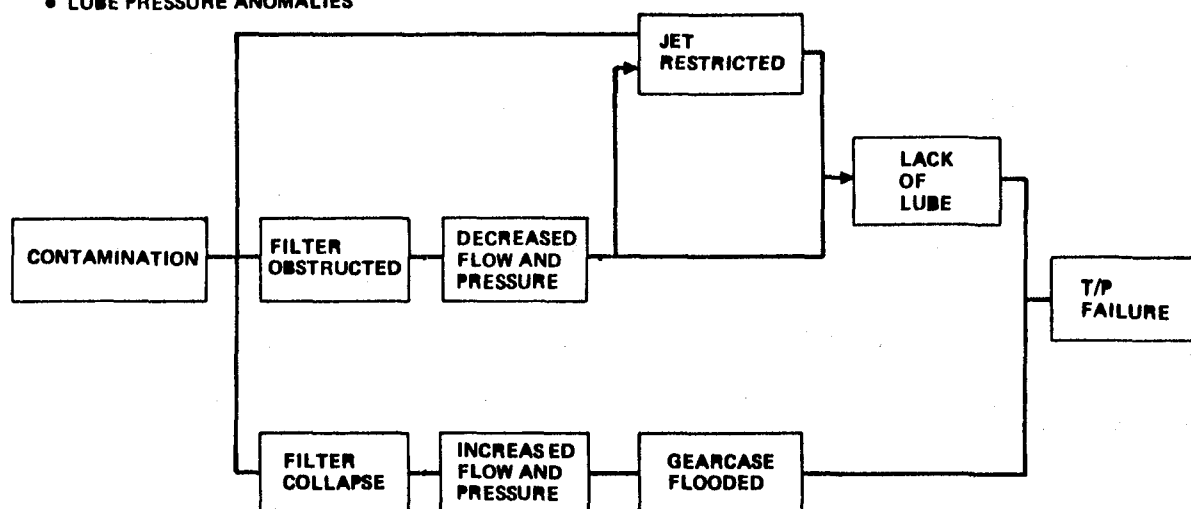 • LUBE PRESSURE ANOMALIES
JET
RESTRICTED
LACK
OF
LUBE
CONTAMINATION
FILTER
OBSTRUCTED
DECREASED
FLOW AND
PRESSURE
T/P
FAILURE
FILTER
COLLAPSE
INCREASED
FLOW AND
PRESSURE
GEARCASE
FLOODED